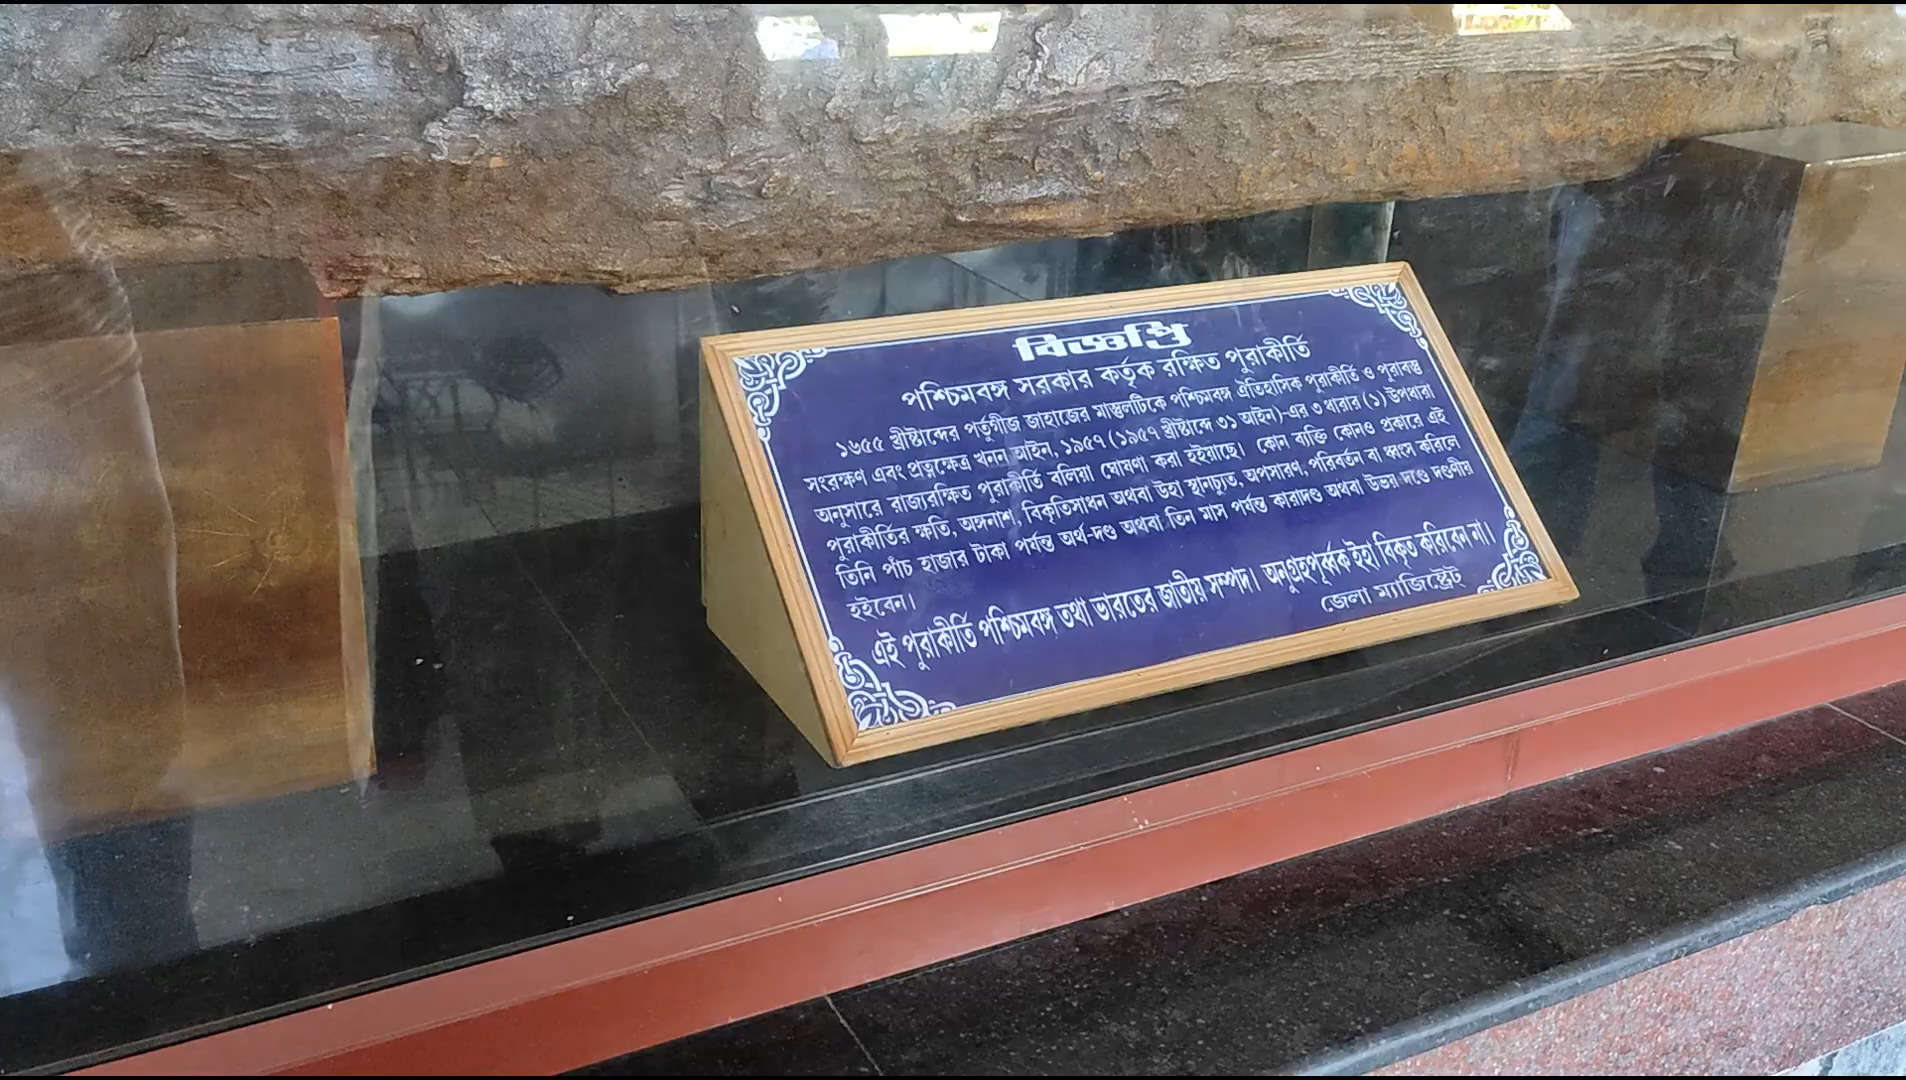 বিজ্ঞপ্তি
পশ্চিমবঙ্গ সরকার কর্তৃক রক্ষিত পুরাকীর্তি
১৬৫৫ খ্রীষ্টাব্দের পর্তুগীজ জাহাজের মাস্তুলটিকে পশ্চিমবঙ্গ ঐতিহাসিক পুরাকীর্তি ও পুরাবস্তু
সংরক্ষণ এবং প্রত্নক্ষেত্র খনন আইন, ১৯৫৭ (১৯৫৭ খ্রীষ্টাব্দে ৩১ আইন)-এর ৩ ধারার (১) উপধারা
অনুসারে রাজ্যরক্ষিত পুরাকীর্তি বলিয়া ঘোষণা করা হইয়াছে। কোন ব্যক্তি কোনও প্রকারে এই
পুরাকীর্তির ক্ষতি, অঙ্গনাশ, বিকৃতিসাধন অথবা উহা স্থানচ্যুত, অপসারণ, পরিবর্তন বা ধ্বংস করিলে
তিনি পাঁচ হাজার টাকা পর্যন্ত অর্থ-দণ্ড অথবা তিন মাস পর্যন্ত কারাদণ্ড অথবা উভয় দণ্ডে দণ্ডণীয়
হইবেন।
এই পুরাকীর্তি পশ্চিমবঙ্গ তথা ভারতের জাতীয় সম্পদ। অনুগ্রহপূর্ব্বক ইহা বিকৃত করিবেন না।
জেলা ম্যাজিস্ট্রেট